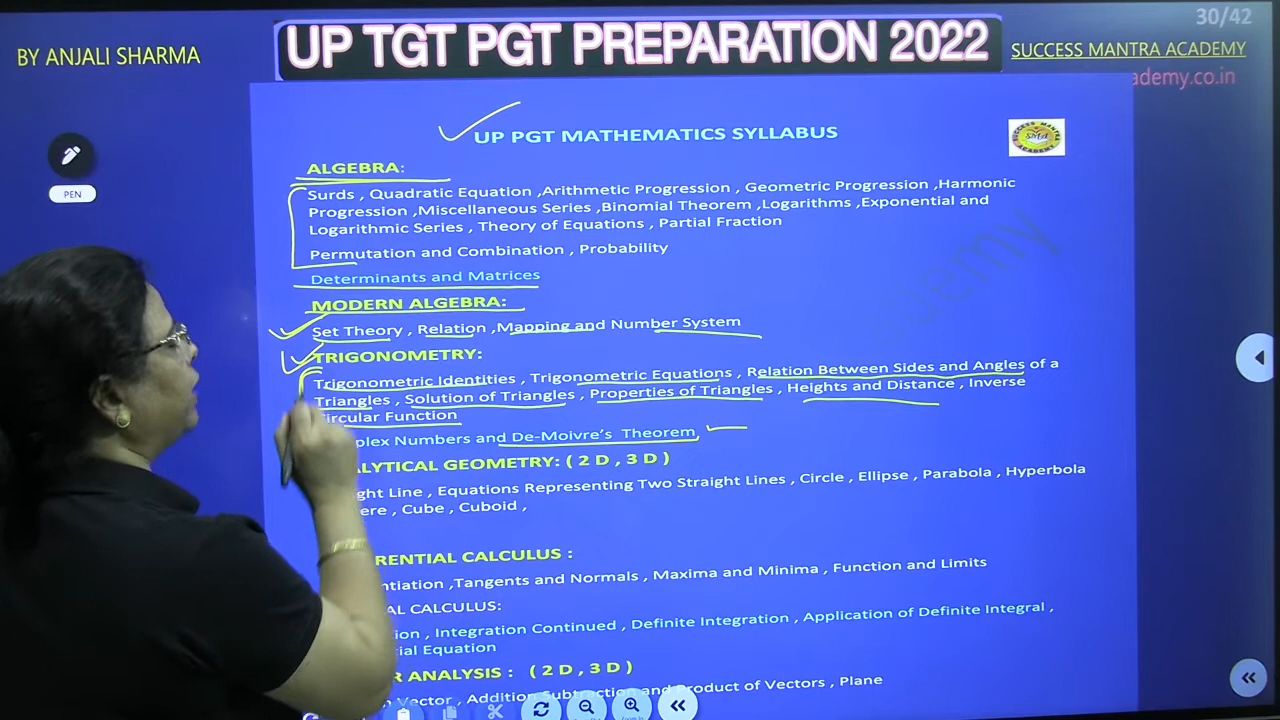 30/42
BY ANJALI SHARMA
UP TGT PGT PREPARATION 2022
SUCCESS MANTRA ACADEMY
ademy.co.in
UP PGT MATHEMATICS SYLLABUS
PEN
ALGEBRA:
Surds , Quadratic Equation ,Arithmetic Progression , Geometric Progression ,Harmonic
Progression ,Miscellaneous Series ,Binomial Theorem ,Logarithms ,Exponential and
Logarithmic Series , Theory of Equations , Partial Fraction
Permutation and Combination , Probability
Determinants and Matrices
MODERN ALGEBRA:
Set Theory , Relation ,Mapping and Number System
TRIGONOMETRY:
Trigonometric Identities , Trigonometric Equations , Relation Between Sides and Angles of a
Triangles , Solution of Triangles , Properties of Triangles , Heights and Distance , Inverse
Circular Function
plex Numbers and De-Moivre's Theorem
LYTICAL GEOMETRY: ( 2 D , 3 D )
ght Line , Equations Representing Two Straight Lines , Circle , Ellipse , Parabola , Hyperbola
ere , Cube , Cuboid ,
RENTIAL CALCULUS :
ntiation ,Tangents and Normals , Maxima and Minima , Function and Limits
AL CALCULUS:
ion , Integration Continued , Definite Integration , Application of Definite Integral ,
ial Equation
R ANALYSIS : ( 2 D , 3 D )
Vector , Addition Subtraction and Product of Vectors , Plane